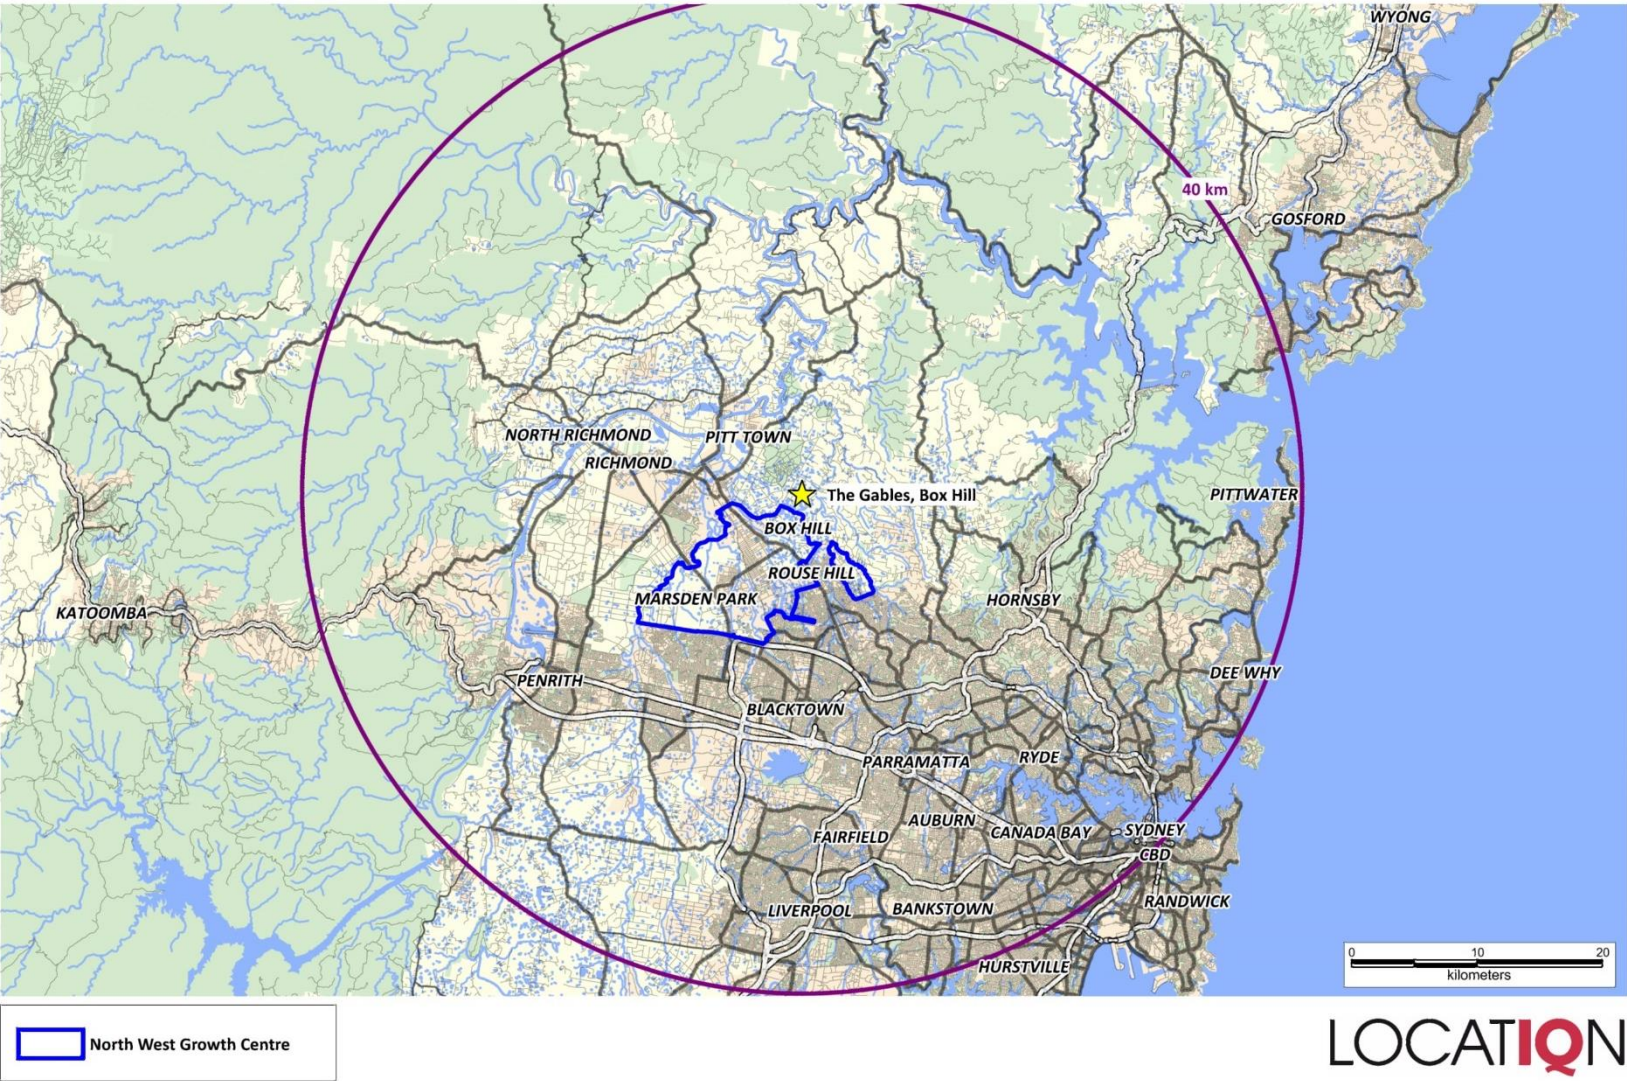 WYONG
40 km
GOSFORD
NORTH RICHMOND
PITT TOWN
RICHMOND
The Gables, Box Hill
PITTWATER
BOX HILL
ROUSE HILL
MARSDEN PARK
HORNSBY
KATOOMBA
DEE WHY
PENRITH
BLACKTOWN
RYDE
PARRAMATTA
AUBURN
CANADA BAY
SYDNEY
CBD
FAIRFIELD
RANDWICK
LIVERPOOL
BANKSTOWN
HURSTVILLE
0 10 20
kilometers
North West Growth Centre
LOCATIQN